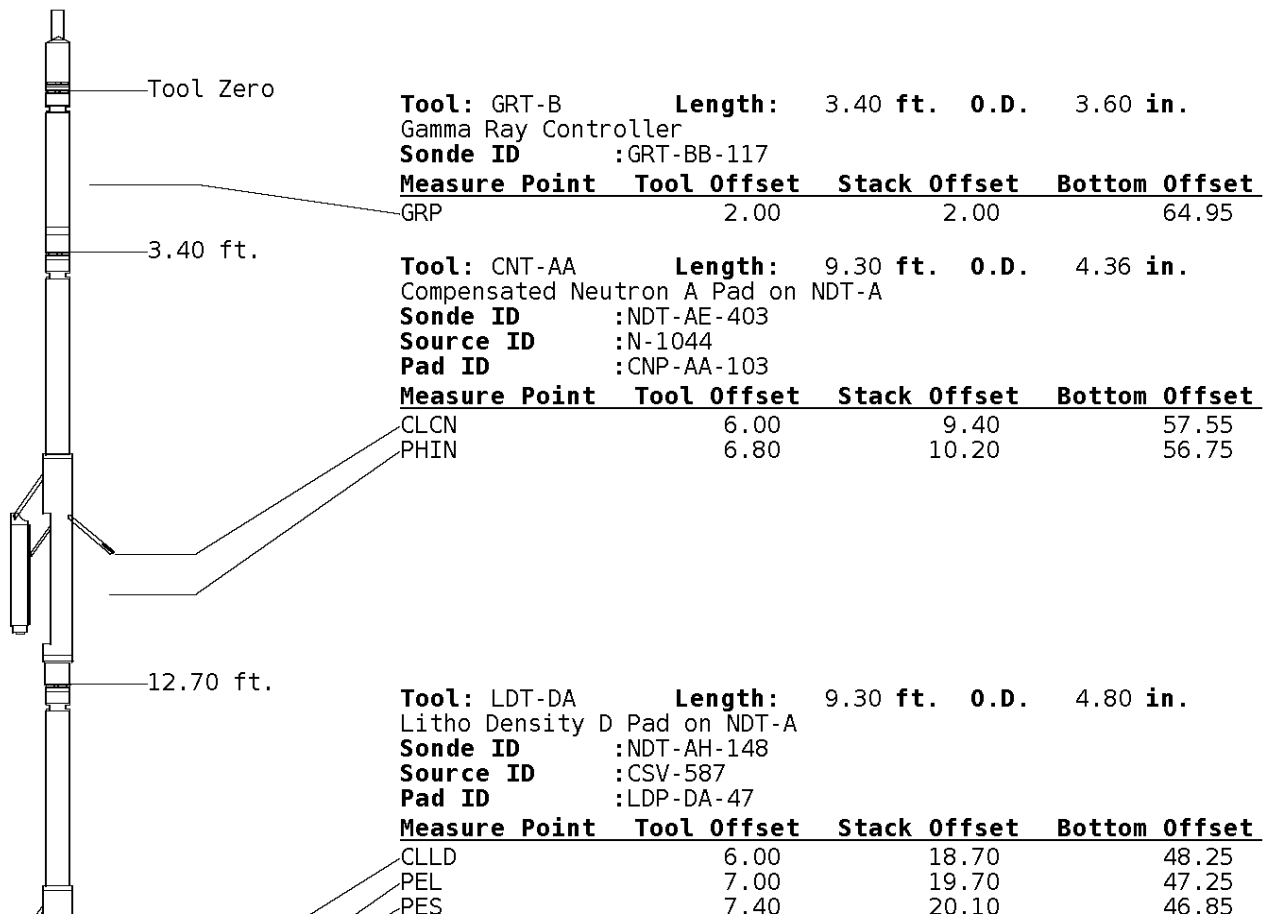 Tool Zero
Tool: GRT-B Length: 3.40 ft. O.D. 3.60 in.
Gamma Ray Controller
Sonde ID :GRT-BB-117
Measure Point Tool Offset Stack Offset Bottom Offset
GRP 2.00 2.00 64.95
3.40 ft.
Tool: CNT-AA Length: 9.30 ft. O.D. 4.36 in.
Compensated Neutron A Pad on NDT-A
Sonde ID :NDT-AE-403
Source ID :N-1044
Pad ID :CNP-AA-103
Measure Point Tool Offset Stack Offset Bottom Offset
CLCN 6.00 9.40 57.55
PHIN 6.80 10.20 56.75
12.70 ft.
Tool: LDT-DA Length: 9.30 ft. O.D. 4.80 in.
Litho Density D Pad on NDT-A
Sonde ID :NDT-AH-148
Source ID :CSV-587
Pad ID :LDP-DA-47
Measure Point Tool Offset Stack Offset Bottom Offset
CLLD 6.00 18.70 48.25
PEL 7.00 19.70 47.25
PES 7.40 20.10 46.85